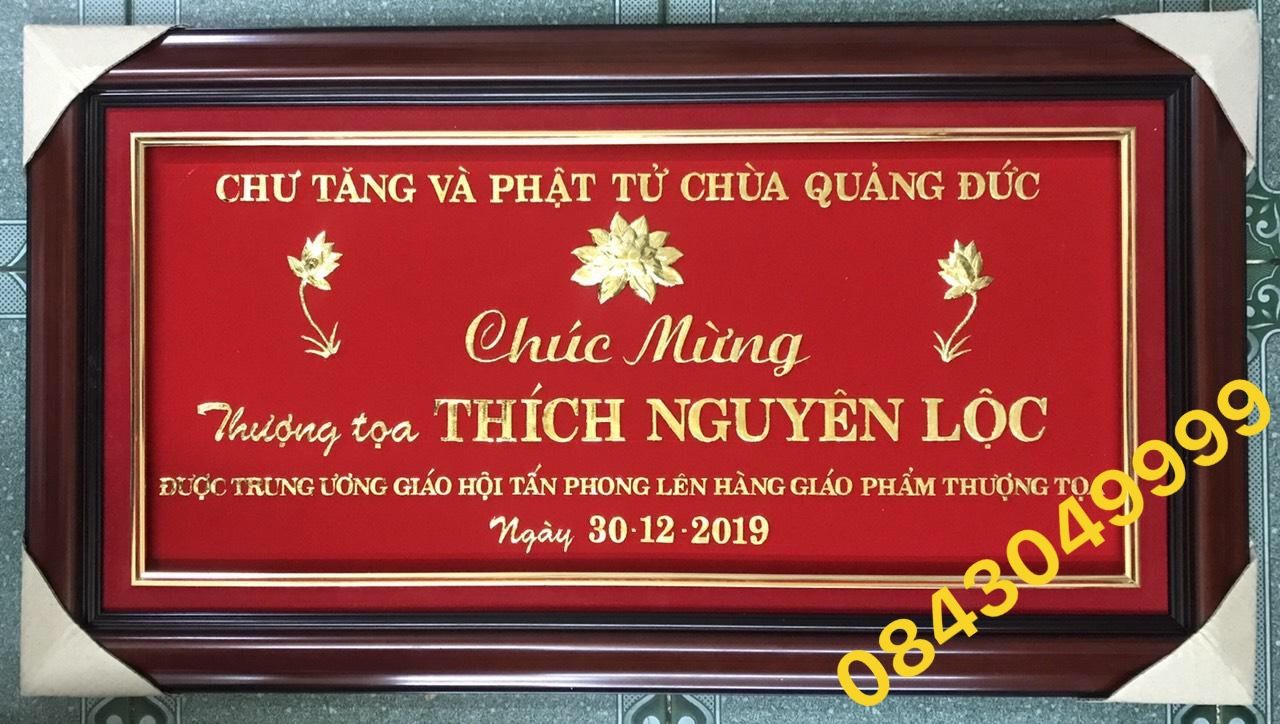 CHƯ TĂNG VÀ PHẬT TỬ CHÙA QUẢNG ĐỨC
Chúc Mừng
Thượng tọa THÍCH NGUYÊN LỘC
ĐƯỢC TRUNG ƯƠNG GIÁO HỘI TẤN PHONG LÊN HÀNG GIÁO PHẨM THƯỢNG TỌA
Ngày 30-12-2019
0843049999